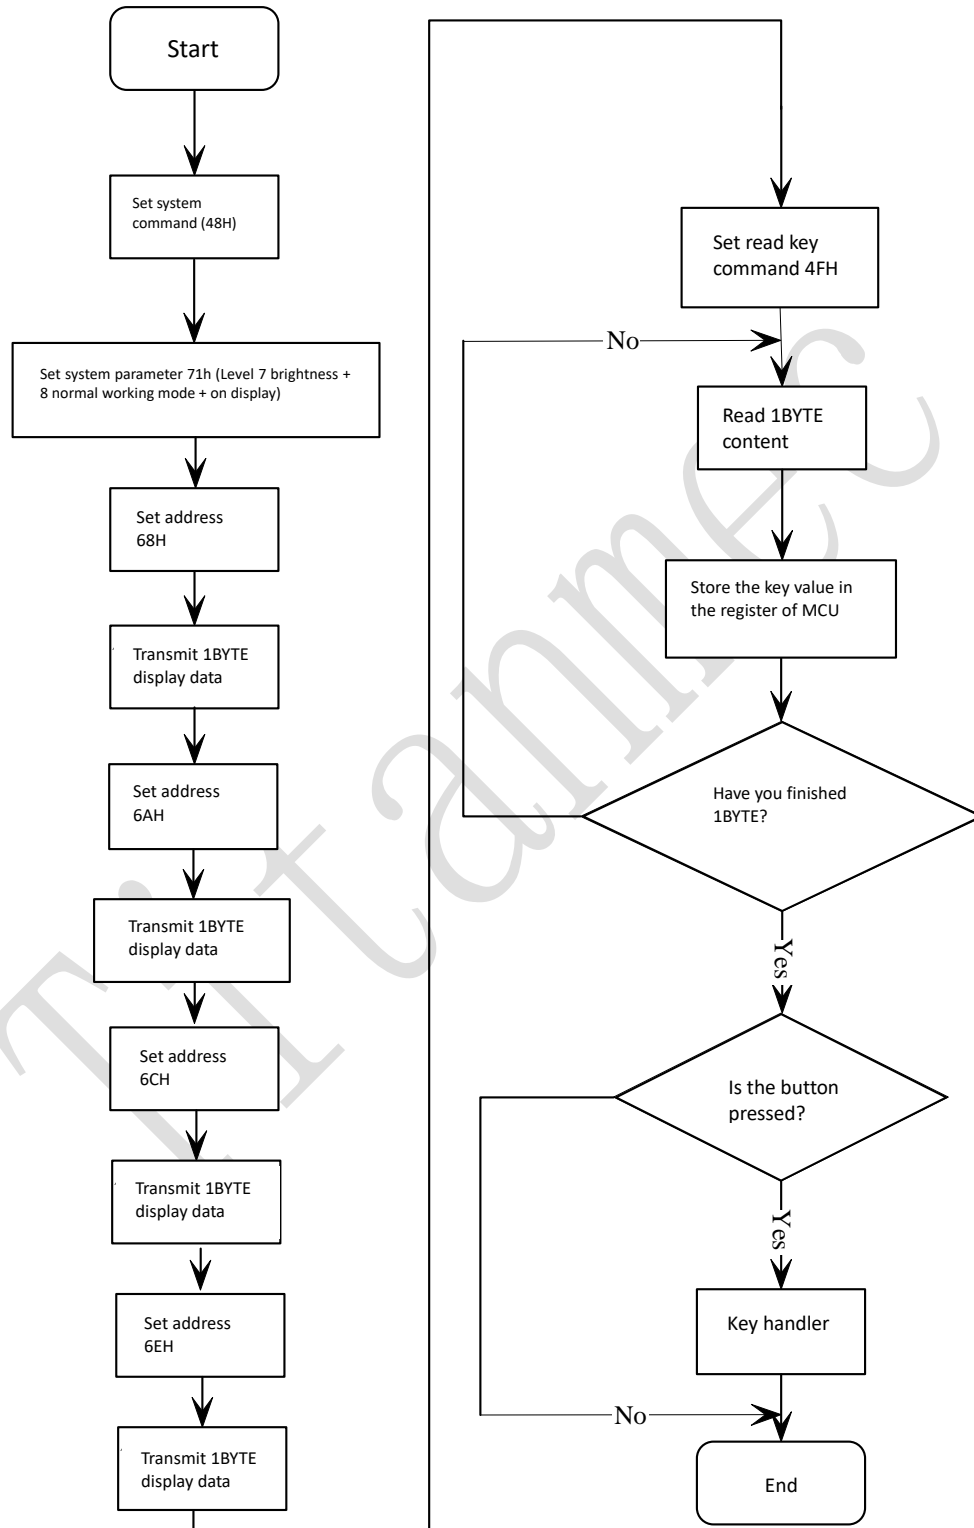 Start
Set system
command (48H)
Set system parameter 71h (Level 7 brightness +
8 normal working mode + on display)
Set address
68H
Transmit 1BYTE
display data
Set address
6AH
Transmit 1BYTE
display data
Set address
6CH
Transmit 1BYTE
display data
Set address
6EH
Transmit 1BYTE
display data
Set read key
command 4FH
No
Read 1BYTE
content
Store the key value in
the register of MCU
Have you finished
1BYTE?
Yes
Is the button
pressed?
Yes
Key handler
No
End
Titanmec